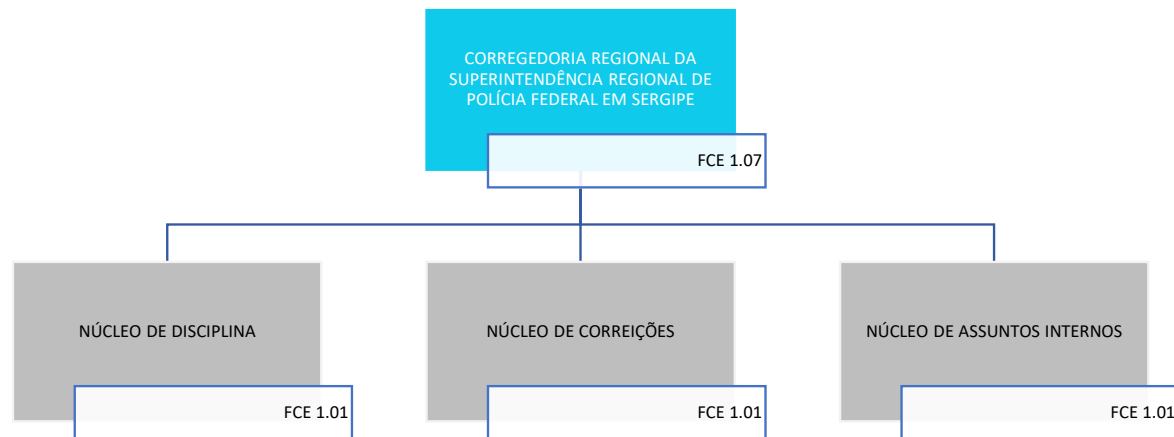 CORREGEDORIA REGIONAL DA
SUPERINTENDÊNCIA REGIONAL DE
POLÍCIA FEDERAL EM SERGIPE
FCE 1.07
NÚCLEO DE DISCIPLINA
FCE 1.01
NÚCLEO DE CORREIÇÕES
FCE 1.01
NÚCLEO DE ASSUNTOS INTERNOS
FCE 1.01